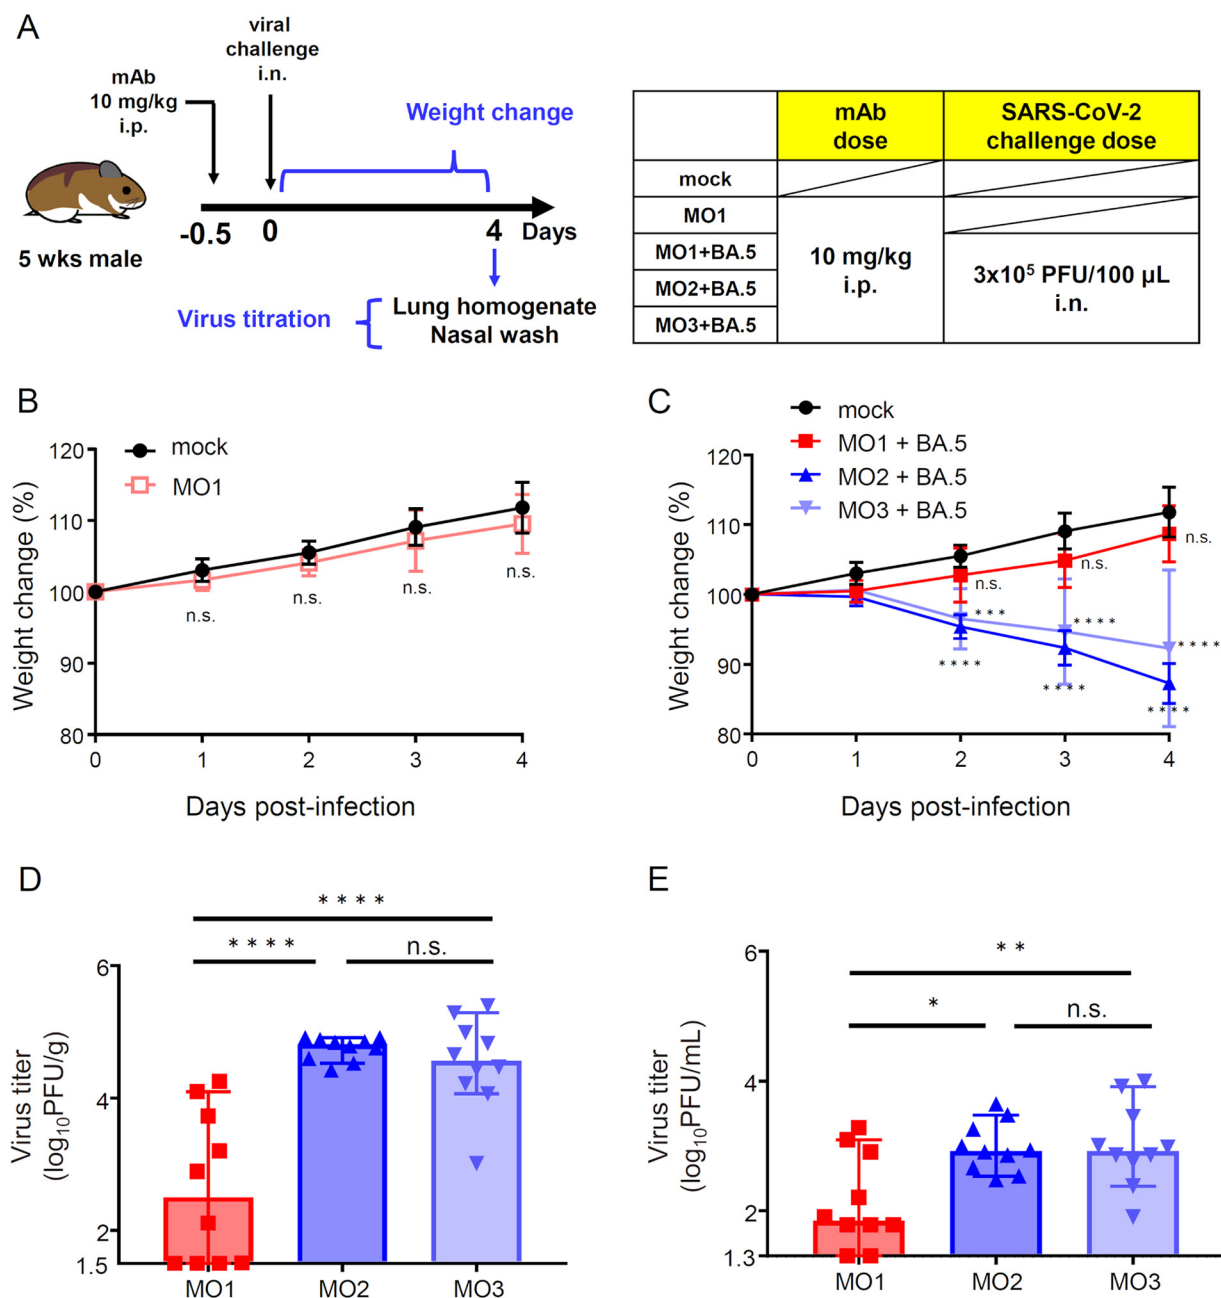 A
viral
challenge
i.n.
mAb
10 mg/kg
i.p.
Weight change
-0.5
0
4
Days
5 wks male
Virus titration
Lung homogenate
Nasal wash
mAb
dose
SARS-CoV-2
challenge dose
mock
MO1
MO1+BA.5
MO2+BA.5
MO3+BA.5
10 mg/kg
i.p.
3x10⁵ PFU/100 µL
i.n.
B
mock
MO1
Weight change (%)
120
110
100
90
80
n.s.
n.s.
n.s.
n.s.
0 1 2 3 4
Days post-infection
C
mock
MO1 + BA.5
MO2 + BA.5
MO3 + BA.5
Weight change (%)
120
110
100
90
80
n.s.
n.s.
n.s.
***
****
****
****
****
****
0 1 2 3 4
Days post-infection
D
****
****
n.s.
Virus titer
(log₁₀PFU/g)
6
4
2
1.5
MO1 MO2 MO3
E
**
*
n.s.
Virus titer
(log₁₀PFU/mL)
6
4
2
1.3
MO1 MO2 MO3